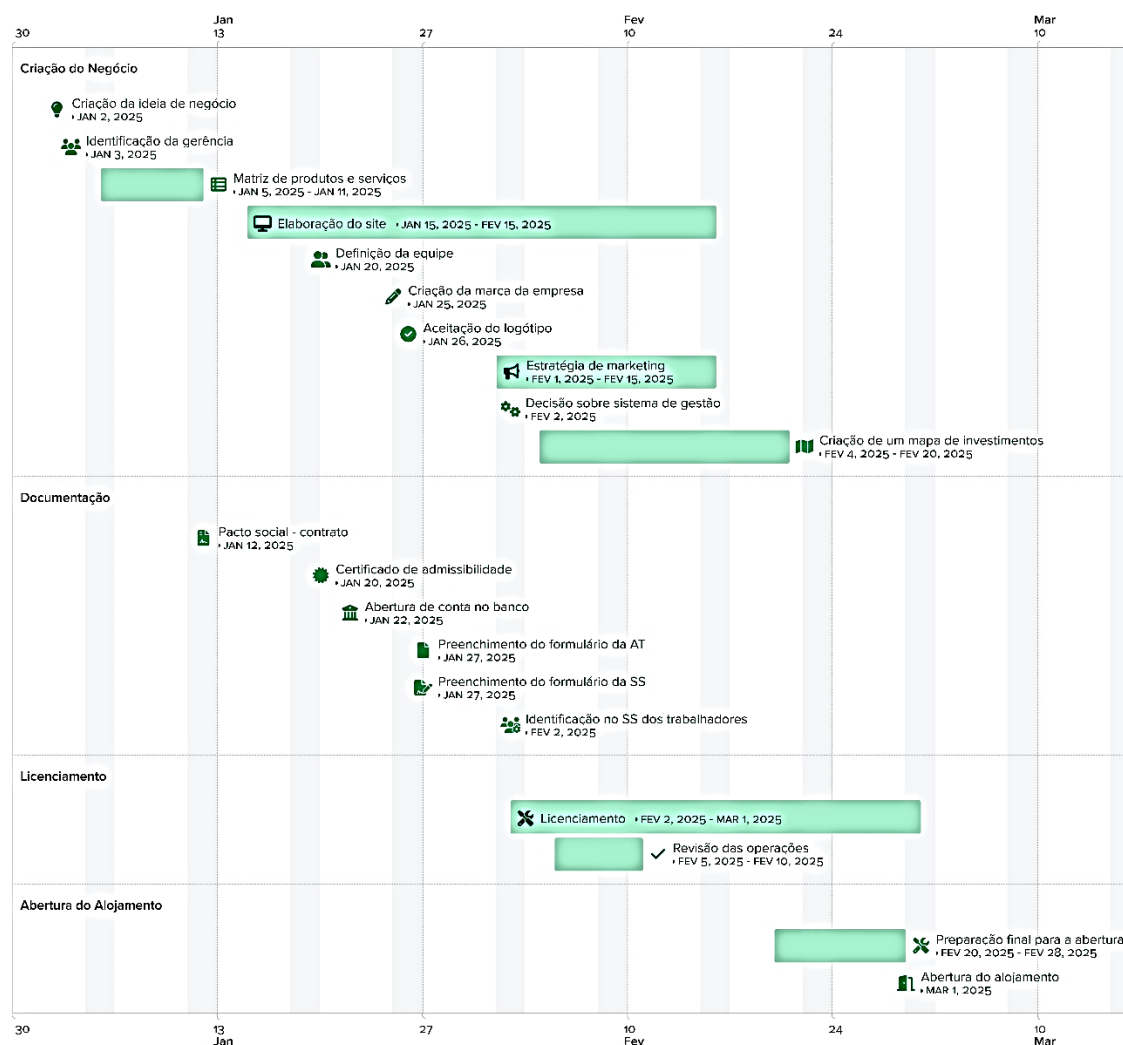 Jan Fev Mar
30 13 27 10 24 10
Criação do Negócio
Criação da ideia de negócio
JAN 2, 2025
Identificação da gerência
JAN 3, 2025
Matriz de produtos e serviços
JAN 5, 2025 - JAN 11, 2025
Elaboração do site JAN 15, 2025 - FEV 15, 2025
Definição da equipe
JAN 20, 2025
Criação da marca da empresa
JAN 25, 2025
Aceitação do logótipo
JAN 26, 2025
Estratégia de marketing
FEV 1, 2025 - FEV 15, 2025
Decisão sobre sistema de gestão
FEV 2, 2025
Criação de um mapa de investimentos
FEV 4, 2025 - FEV 20, 2025
Documentação
Pacto social - contrato
JAN 12, 2025
Certificado de admissibilidade
JAN 20, 2025
Abertura de conta no banco
JAN 22, 2025
Preenchimento do formulário da AT
JAN 27, 2025
Preenchimento do formulário da SS
JAN 27, 2025
Identificação no SS dos trabalhadores
FEV 2, 2025
Licenciamento
Licenciamento FEV 2, 2025 - MAR 1, 2025
Revisão das operações
FEV 5, 2025 - FEV 10, 2025
Abertura do Alojamento
Preparação final para a abertura
FEV 20, 2025 - FEV 28, 2025
Abertura do alojamento
MAR 1, 2025
30 13 27 10 24 10
Jan Fev Mar